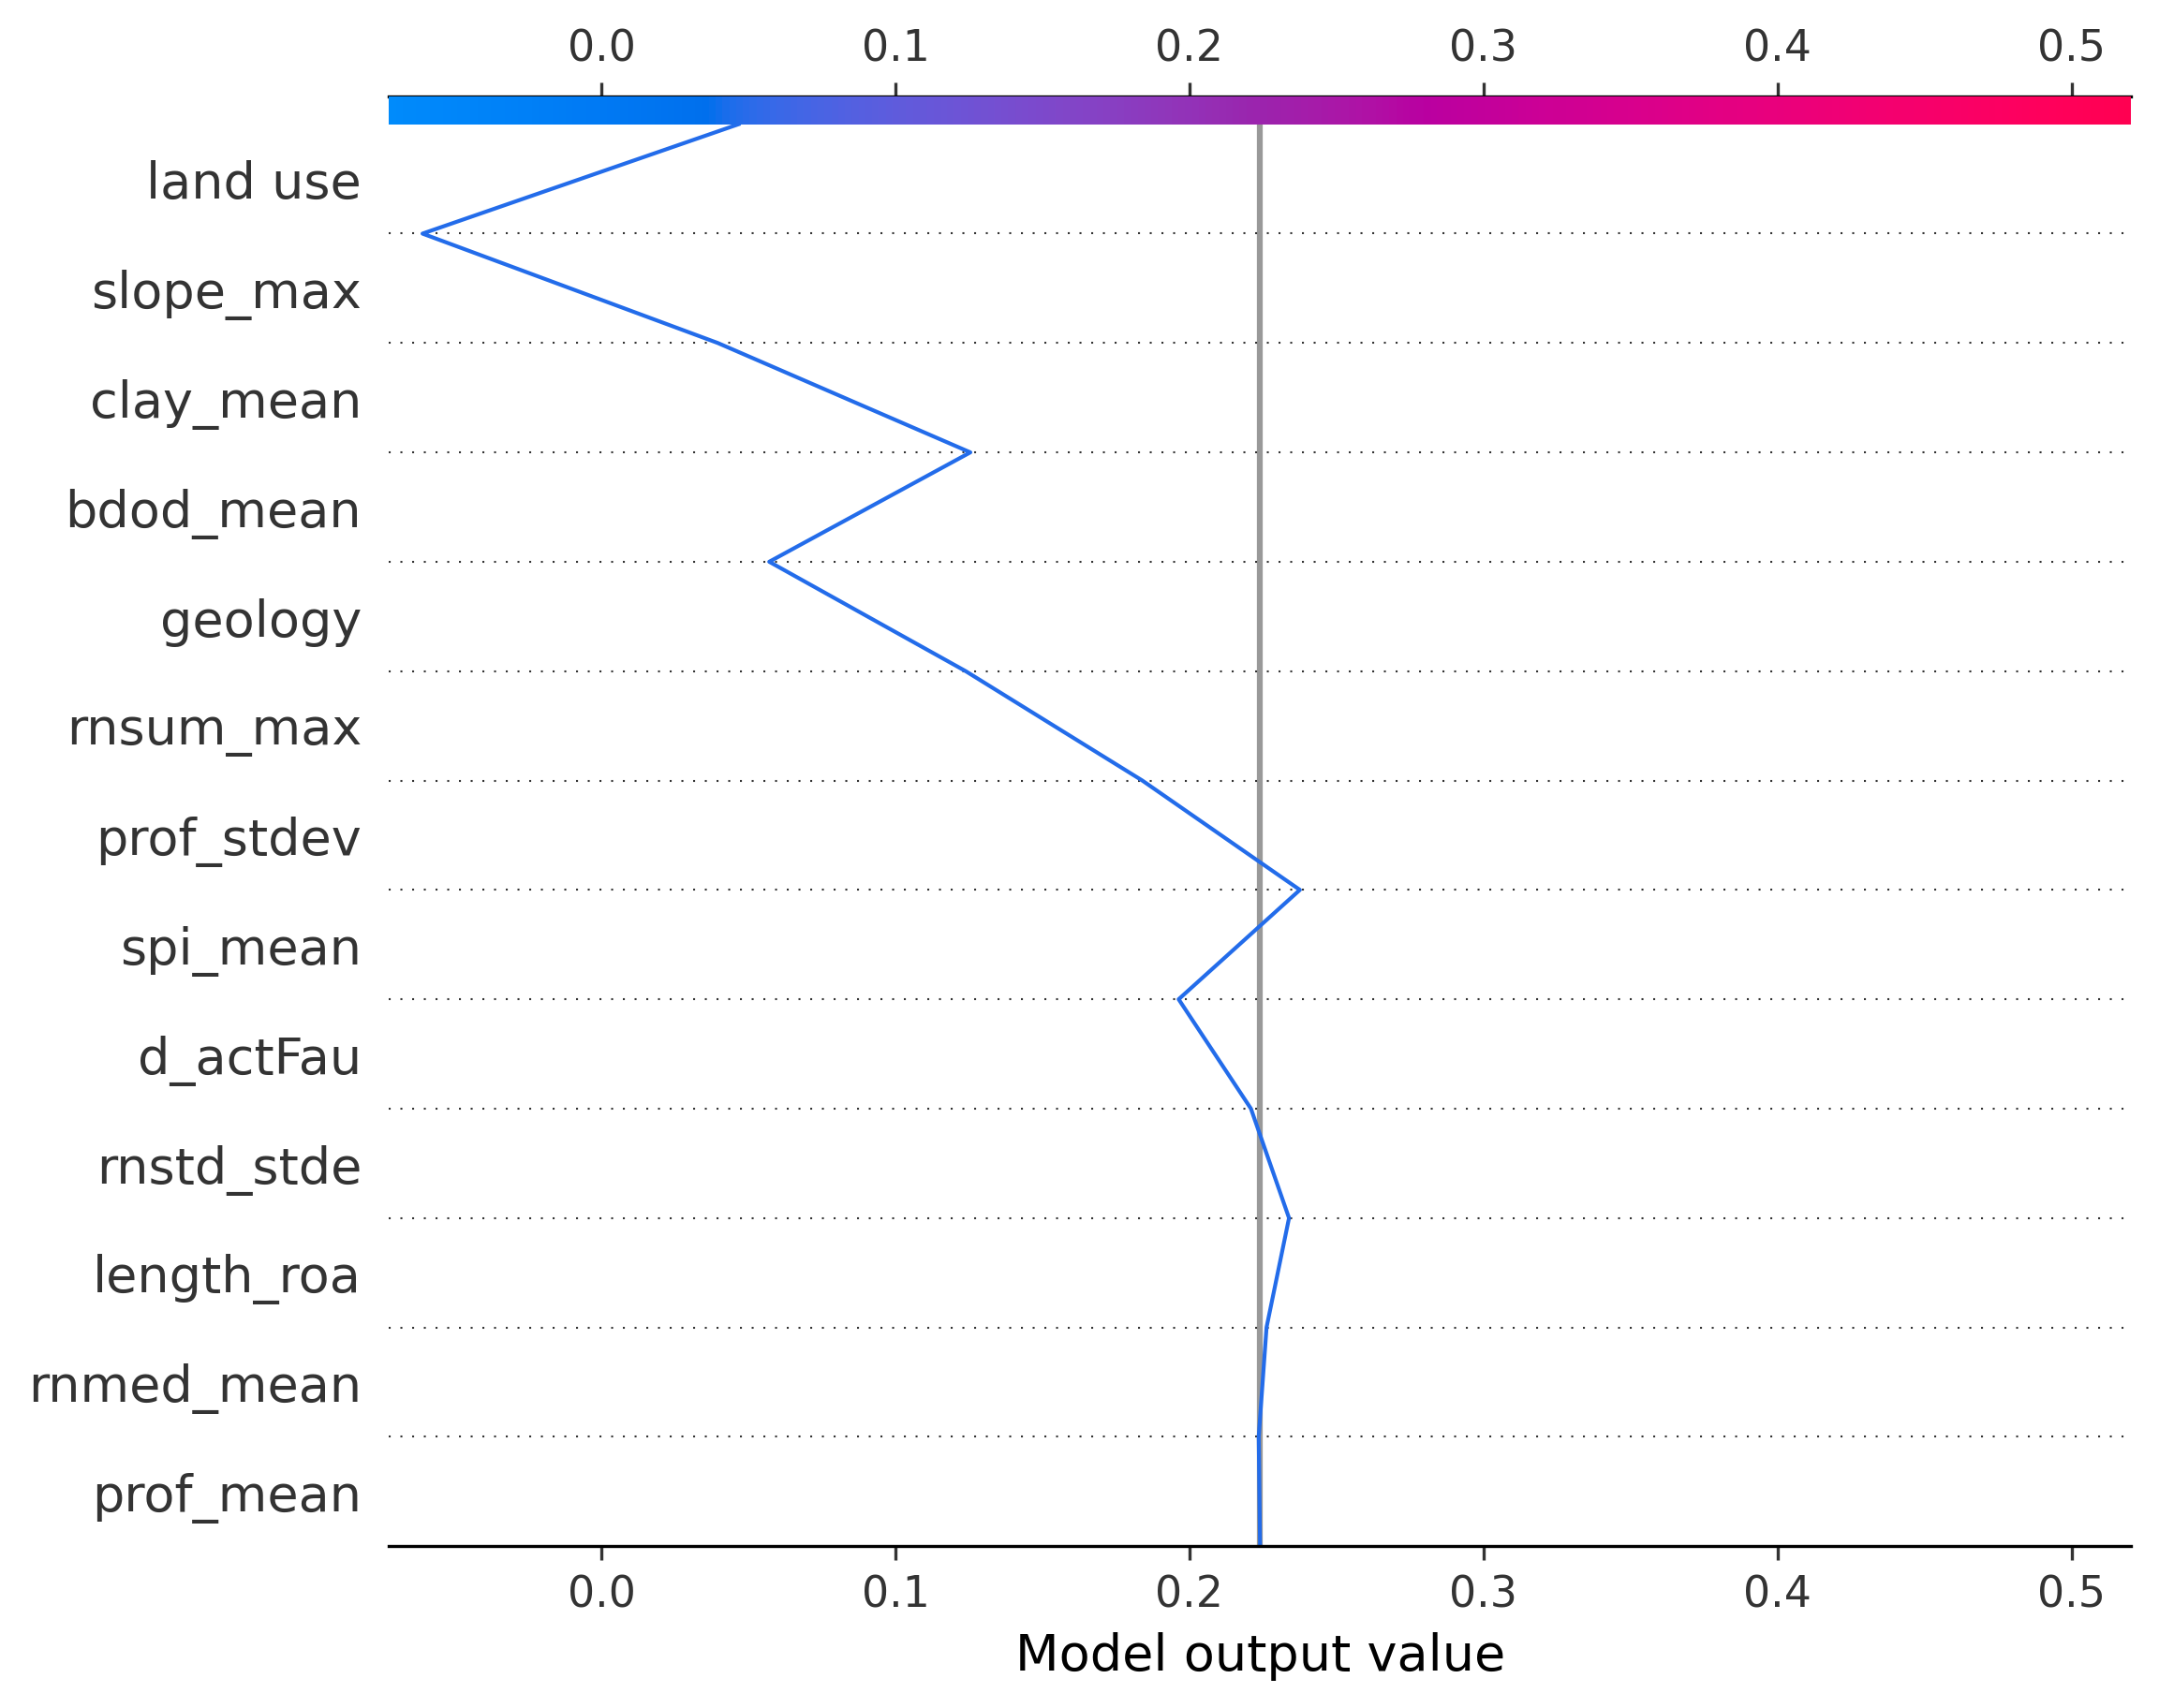 0.0 0.1 0.2 0.3 0.4 0.5
land use
slope_max
clay_mean
bdod_mean
geology
rnsum_max
prof_stdev
spi_mean
d_actFau
rnstd_stde
length_roa
rnmed_mean
prof_mean
0.0 0.1 0.2 0.3 0.4 0.5
Model output value